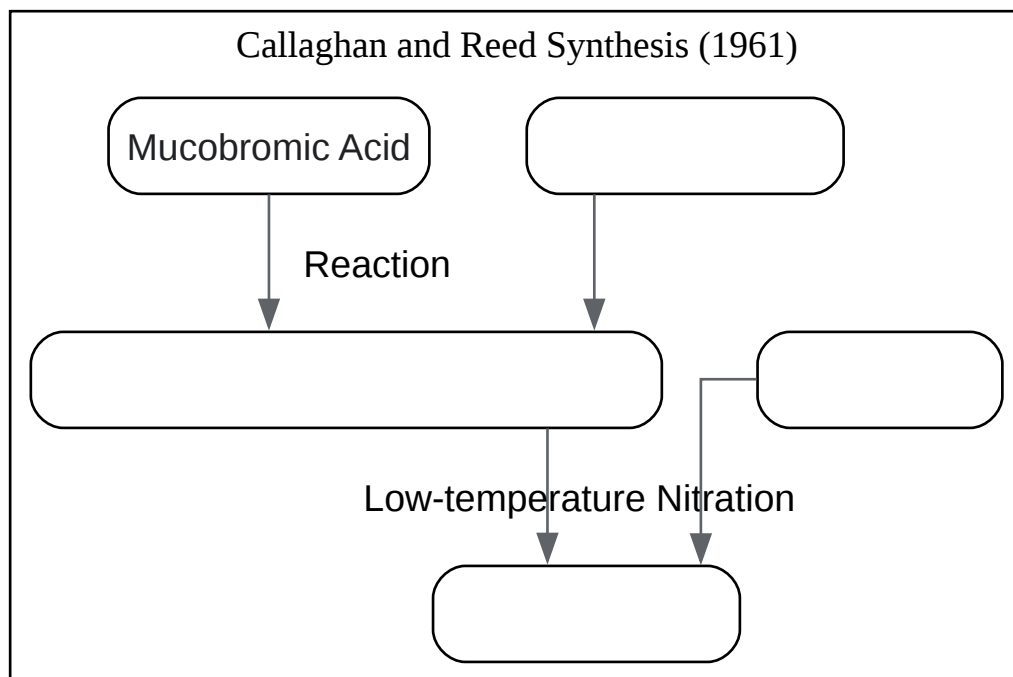 Callaghan and Reed Synthesis (1961)
Mucobromic Acid
Reaction
Low-temperature Nitration